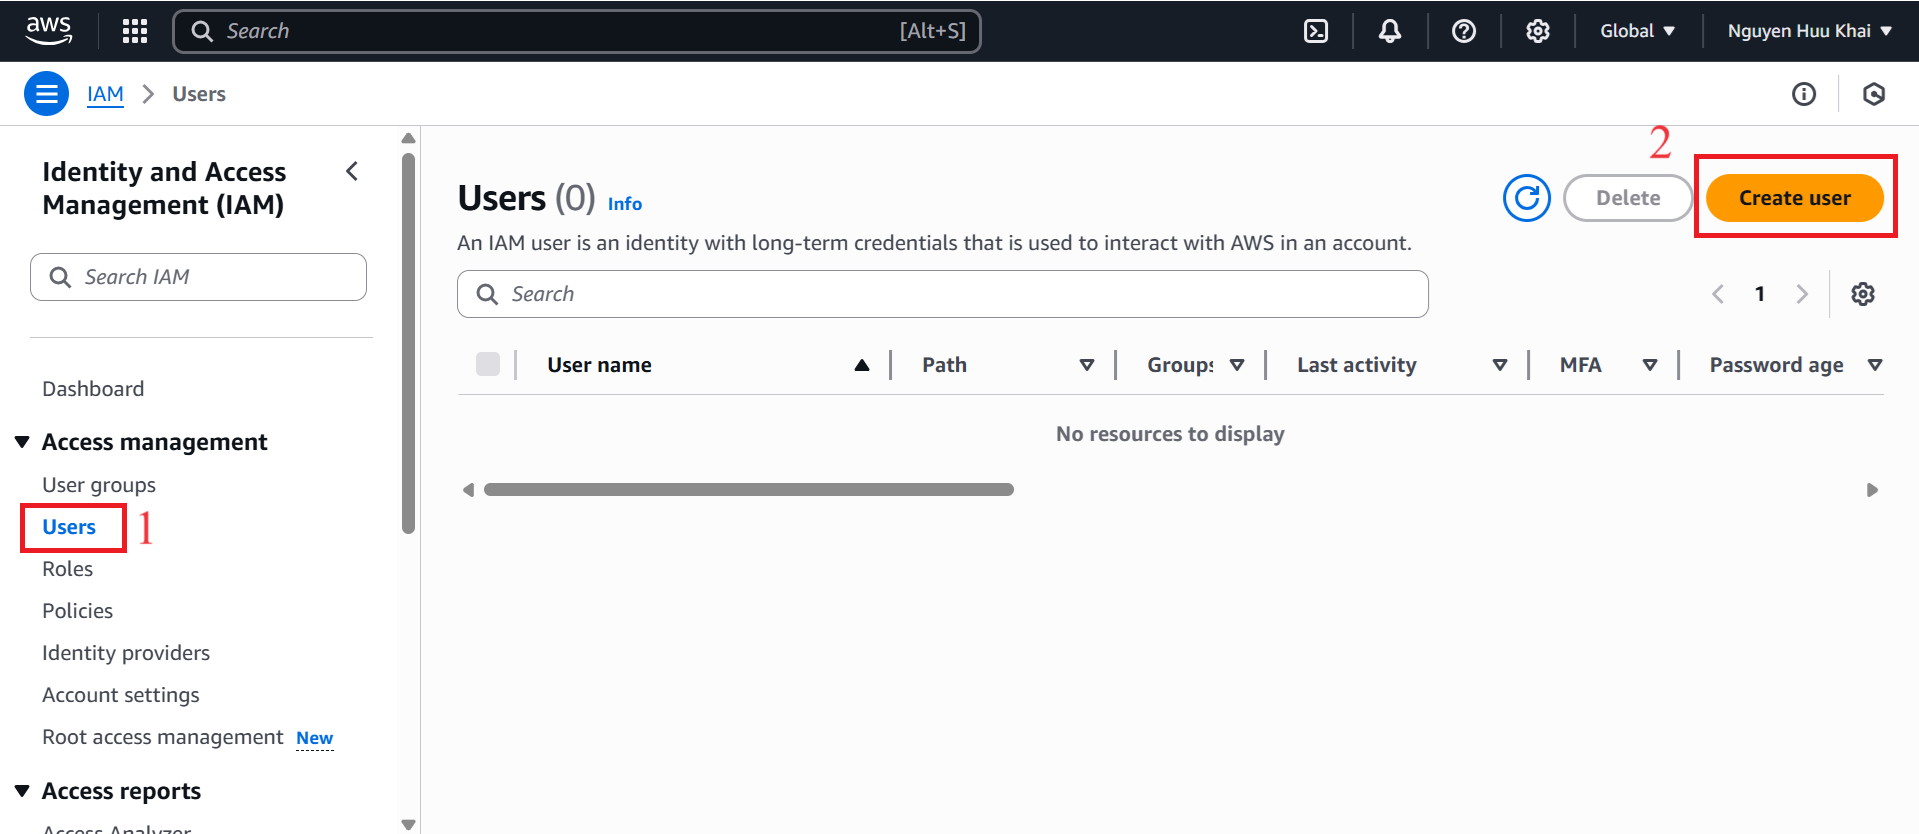 aws
Search [Alt+S]
Global
Nguyen Huu Khai
IAM > Users
Identity and Access
Management (IAM)
Search IAM
Dashboard
Access management
User groups
Users 1
Roles
Policies
Identity providers
Account settings
Root access management New
Access reports
Access Analyzer
2
Users (0) Info
Delete
Create user
An IAM user is an identity with long-term credentials that is used to interact with AWS in an account.
Search
1
User name Path Groups Last activity MFA Password age
No resources to display